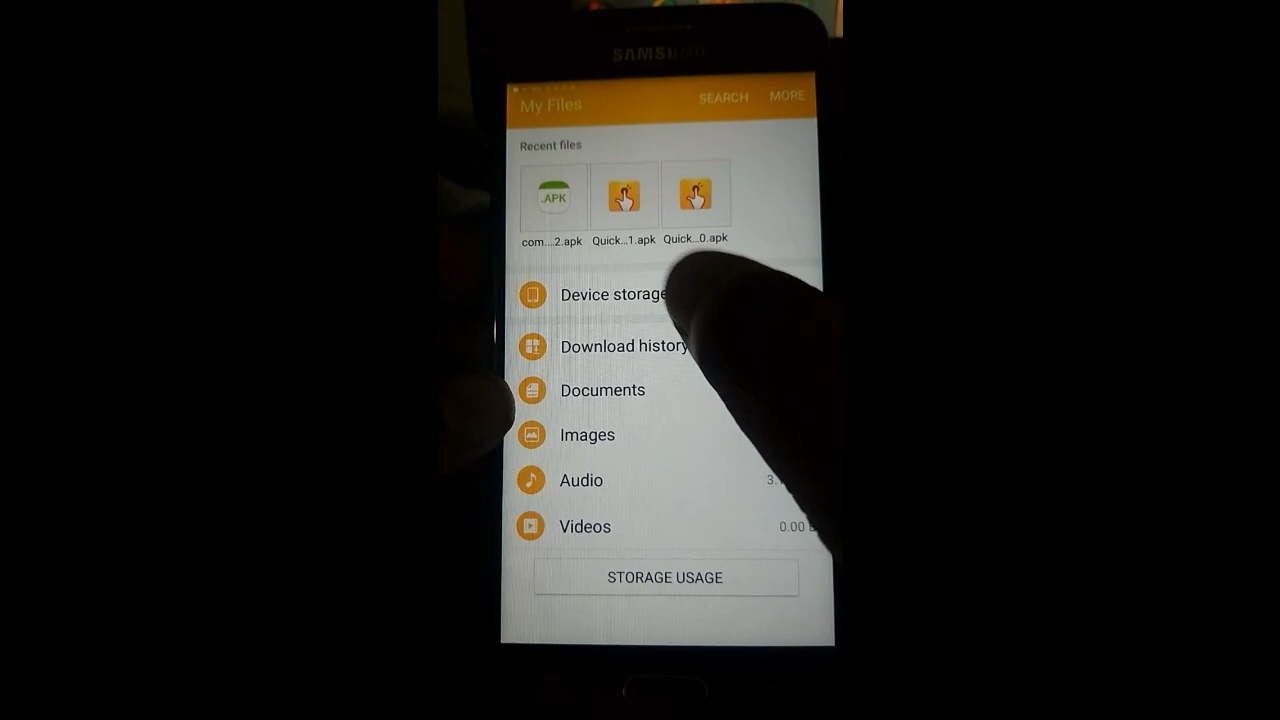 SAMSUNG
My Files SEARCH MORE
Recent files
.APK
com....2.apk Quick...1.apk Quick...0.apk
Device storage
Download history
Documents
Images
Audio
Videos 0.00
STORAGE USAGE